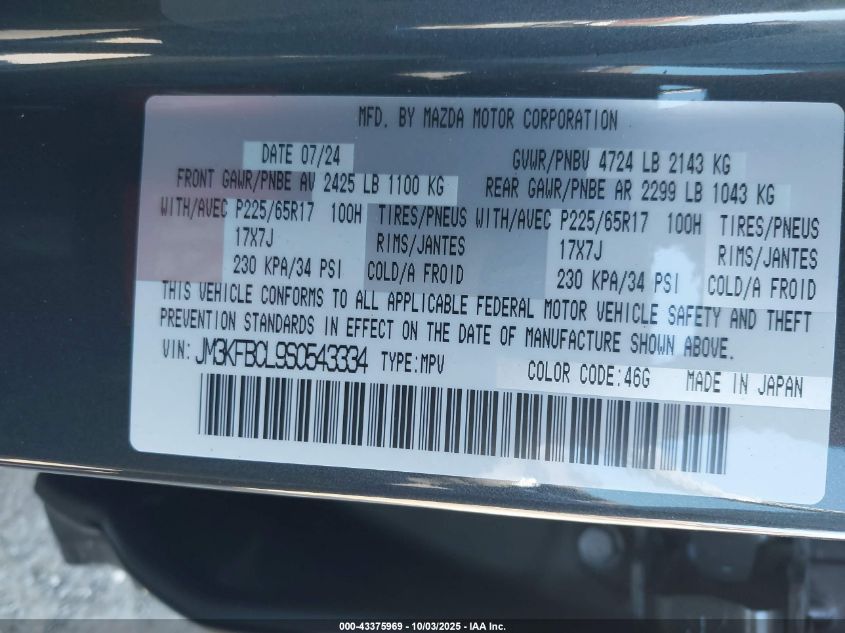 MFD. BY MAZDA MOTOR CORPORATION
DATE 07/24 GVWR/PNBV 4724 LB 2143 KG
FRONT GAWR/PNBE AV 2425 LB 1100 KG REAR GAWR/PNBE AR 2299 LB 1043 KG
WITH/AVEC P225/65R17 100H TIRES/PNEUS WITH/AVEC P225/65R17 100H TIRES/PNEUS
17X7J RIMS/JANTES 17X7J RIMS/JANTES
230 KPA/34 PSI COLD/A FROID 230 KPA/34 PSI COLD/A FROID
THIS VEHICLE CONFORMS TO ALL APPLICABLE FEDERAL MOTOR VEHICLE SAFETY AND THEFT
PREVENTION STANDARDS IN EFFECT ON THE DATE OF MANUFACTURE SHOWN ABOVE.
VIN: JM3KFBCL9S0543334 TYPE:MPV COLOR CODE:46G MADE IN JAPAN
000-43375969 - 10/03/2025 - IAA Inc.